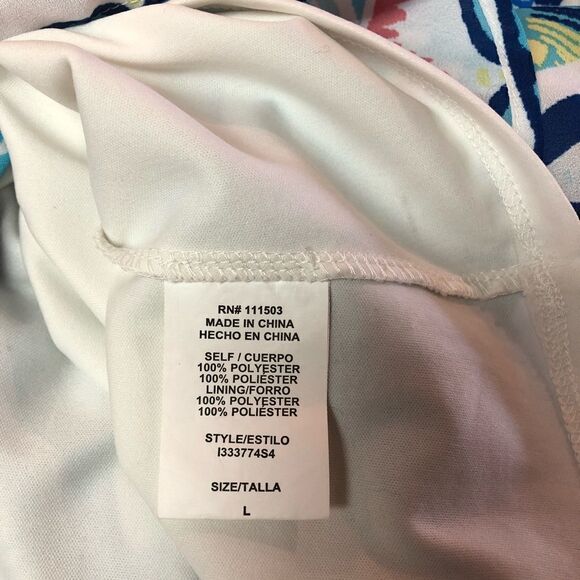 RN# 111503
MADE IN CHINA
HECHO EN CHINA
SELF / CUERPO
100% POLYESTER
100% POLIÉSTER
LINING/FORRO
100% POLYESTER
100% POLIÉSTER
STYLE/ESTILO
I333774S4
SIZE/TALLA
L